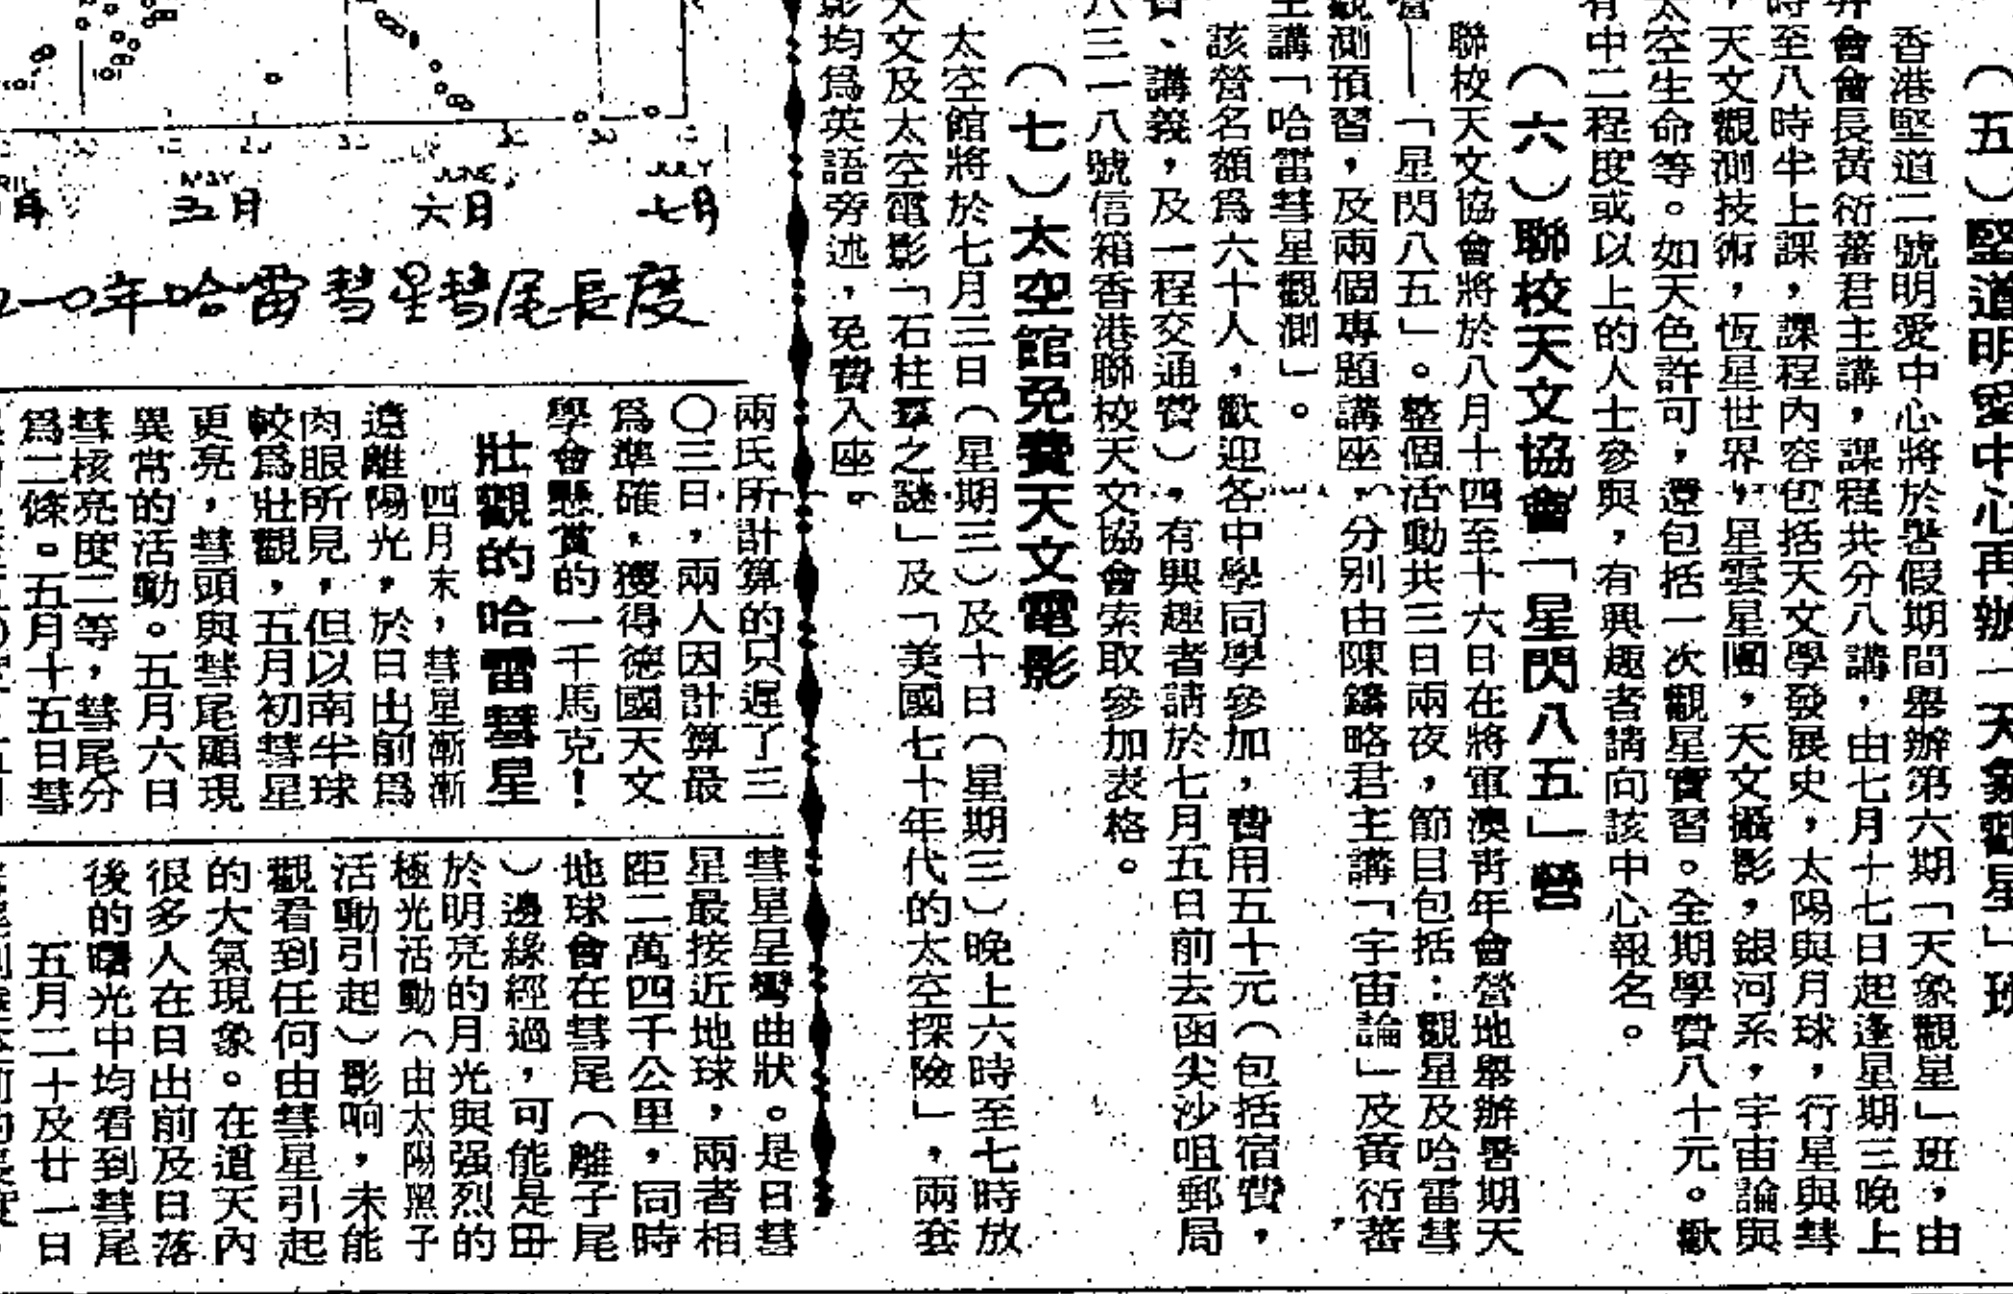 （五）堅道明愛中心再辦「天象觀星」班
香港堅道二號明愛中心將於暑假期間舉辦第六期「天象觀星」班，由
會會長黃衍蕃君主講，課程共分八講，由七月十七日起逢星期三晚上
時至八時半上課，課程內容包括天文學發展史，太陽與月球，行星與彗
，天文觀測技術，恆星世界，星雲星團，天文攝影，銀河系，宇宙論與
太空生命等。如天色許可，還包括一次觀星實習。全期學費八十元。歡
有中二程度或以上的人士參與，有興趣者請向該中心報名。
（六）聯校天文協會「星閃八五」營
聯校天文協會將於八月十四至十六日在將軍澳青年會營地舉辦暑期天
營——「星閃八五」。整個活動共三日兩夜，節目包括：觀星及哈雷彗
觀測預習，及兩個專題講座，分別由陳鑄略君主講「宇宙論」及黃衍蕃
主講「哈雷彗星觀測」。
該營名額爲六十人，歡迎各中學同學參加，費用五十元（包括宿費，
、講義，及一程交通費），有興趣者請於七月五日前去函尖沙咀郵局
八三一八號信箱香港聯校天文協會索取參加表格。
（七）太空館免費天文電影
太空館將於七月三日（星期三）及十日（星期三）晚上六時至七時放
天文及太空電影「石柱羣之謎」及「美國七十年代的太空探險」，兩套
影均爲英語旁述，免費入座。
MAY
五月
JUNE
六月
JULY
七月
一〇年哈雷彗星彗尾長度
兩氏所計算的只遲了三
〇三日，兩人因計算最
爲準確，獲得德國天文
學會懸賞的一千馬克！
壯觀的哈雷彗星
四月末，彗星漸漸
遠離陽光，於日出前爲
肉眼所見，但以南半球
較爲壯觀，五月初彗星
更亮，彗頭與彗尾顯現
異常的活動。五月六日
彗核亮度二等，彗尾分
爲二條。五月十五日彗
彗星星彎曲狀。是日彗
星最接近地球，兩者相
距二萬四千公里，同時
地球會在彗尾（離子尾
）邊緣經過，可能是由
於明亮的月光與强烈的
極光活動（由太陽黑子
活動引起）影响，未能
觀看到任何由彗星引起
的大氣現象。在這天內
很多人在日出前及日落
後的曙光中均看到彗尾
五月二十及廿一日